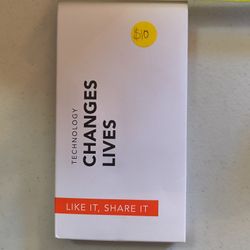 $10
TECHNOLOGY
CHANGES
LIVES
LIKE IT, SHARE IT